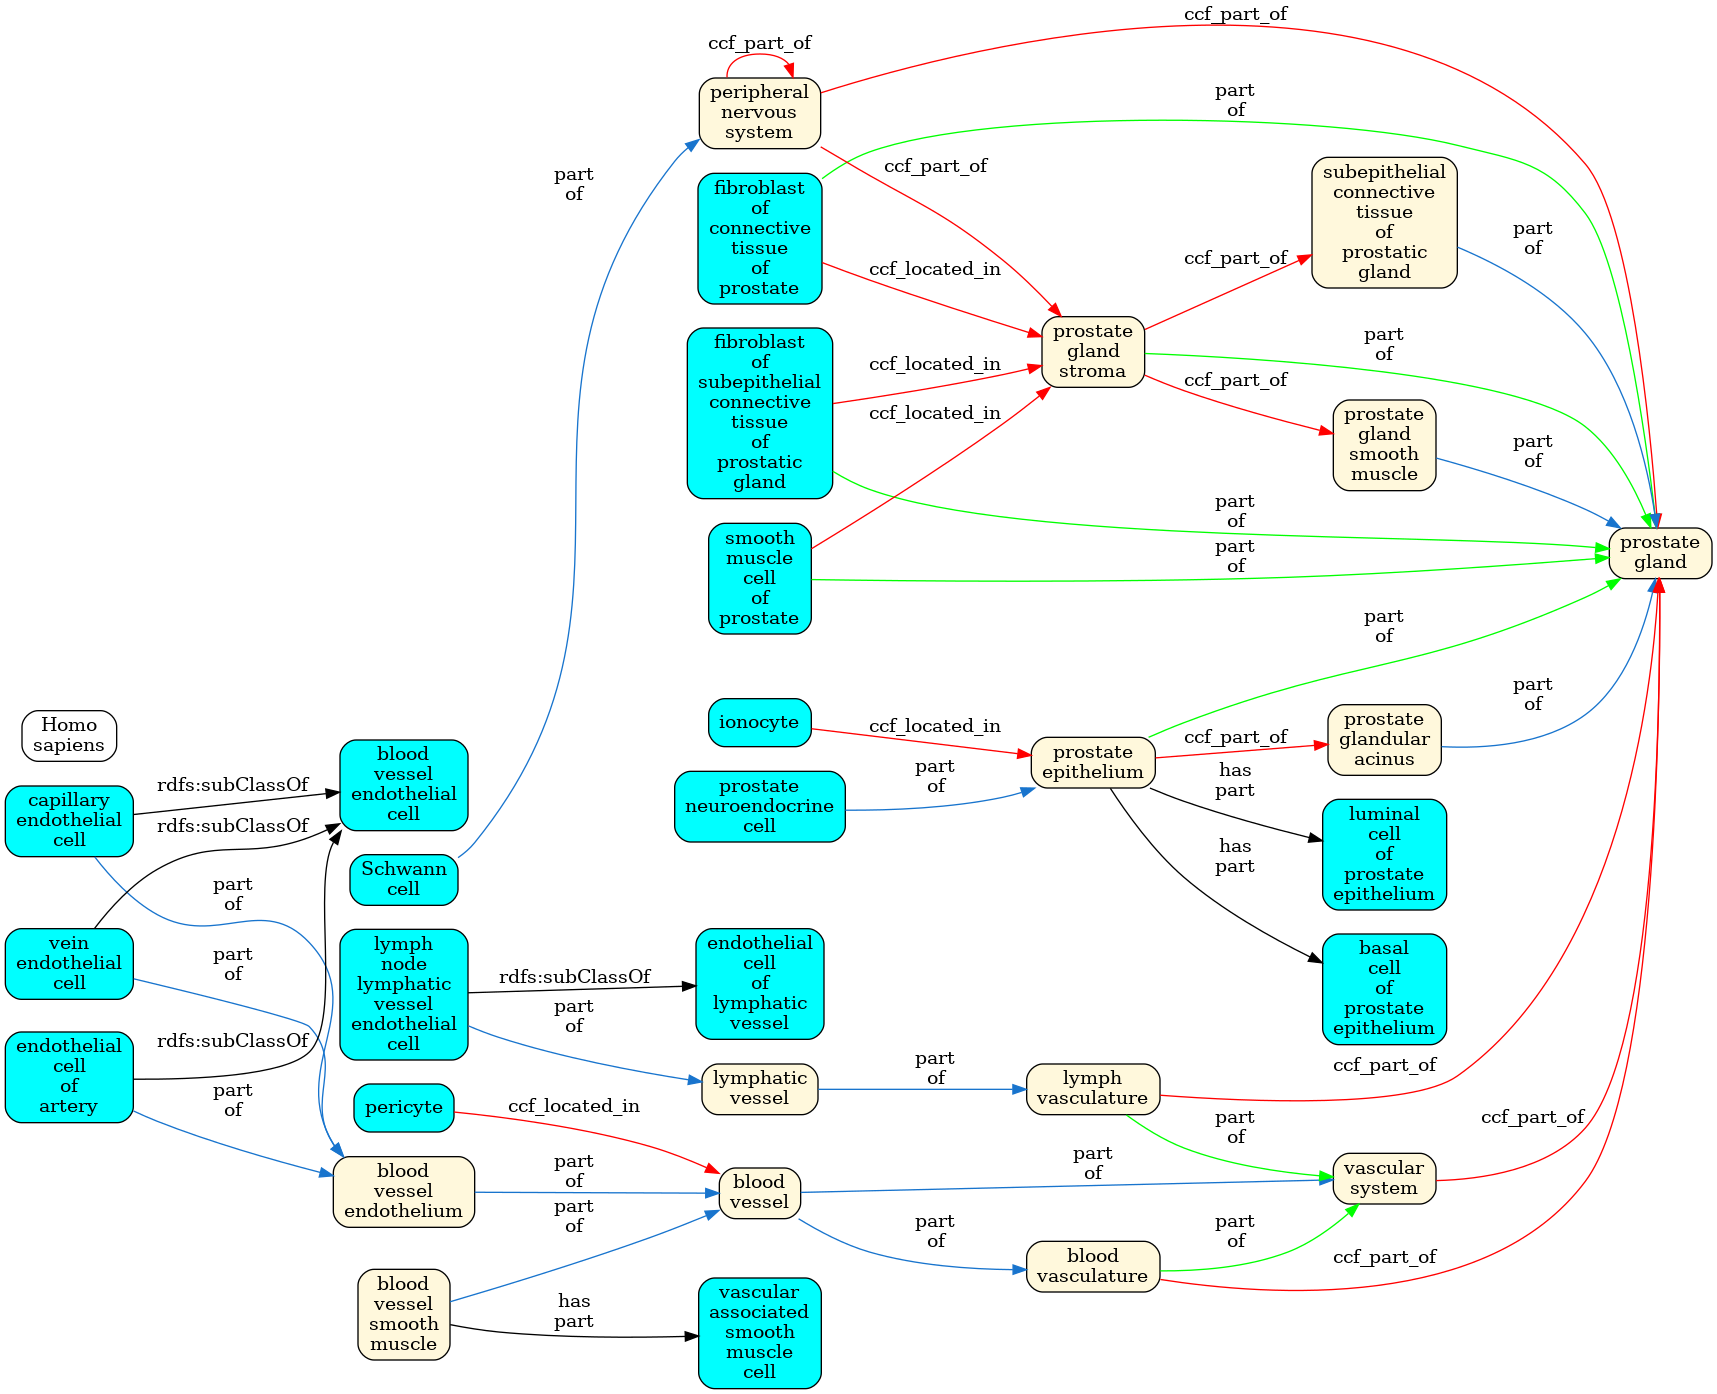 ccf_part_of
ccf_part_of
peripheral
nervous
system
part
of
ccf_part_of
part
of
fibroblast
of
connective
tissue
of
prostate
subepithelial
connective
tissue
of
prostatic
gland
part
of
ccf_located_in
ccf_part_of
fibroblast
of
subepithelial
connective
tissue
of
prostatic
gland
prostate
gland
stroma
part
of
ccf_located_in
ccf_part_of
ccf_located_in
prostate
gland
smooth
muscle
part
of
part
of
smooth
muscle
cell
of
prostate
part
of
prostate
gland
part
of
ionocyte
ccf_located_in
prostate
epithelium
ccf_part_of
prostate
glandular
acinus
part
of
Homo
sapiens
prostate
neuroendocrine
cell
part
of
has
part
luminal
cell
of
prostate
epithelium
has
part
basal
cell
of
prostate
epithelium
capillary
endothelial
cell
rdfs:subClassOf
rdfs:subClassOf
blood
vessel
endothelial
cell
part
of
Schwann
cell
vein
endothelial
cell
part
of
lymph
node
lymphatic
vessel
endothelial
cell
rdfs:subClassOf
endothelial
cell
of
lymphatic
vessel
part
of
endothelial
cell
of
artery
rdfs:subClassOf
part
of
lymphatic
vessel
part
of
lymph
vasculature
ccf_part_of
pericyte
ccf_located_in
part
of
ccf_part_of
blood
vessel
endothelium
part
of
blood
vessel
part
of
vascular
system
part
of
part
of
blood
vasculature
part
of
ccf_part_of
blood
vessel
smooth
muscle
has
part
vascular
associated
smooth
muscle
cell